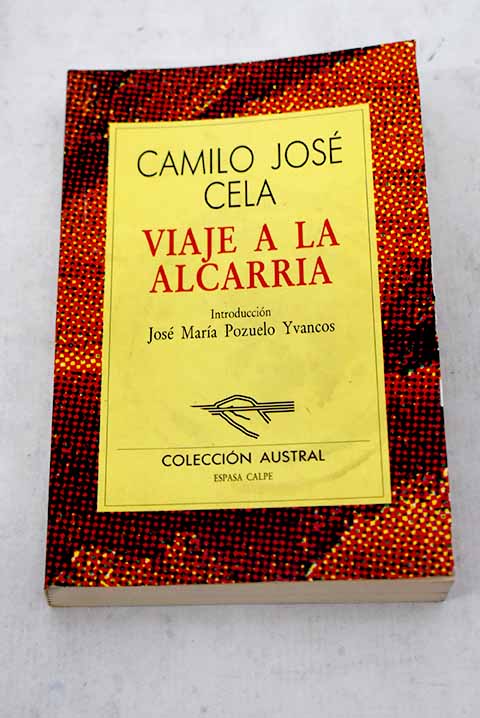 CAMILO JOSÉ
CELA
VIAJE A LA
ALCARRIA
Introducción
José María Pozuelo Yvancos
COLECCIÓN AUSTRAL
ESPASA CALPE